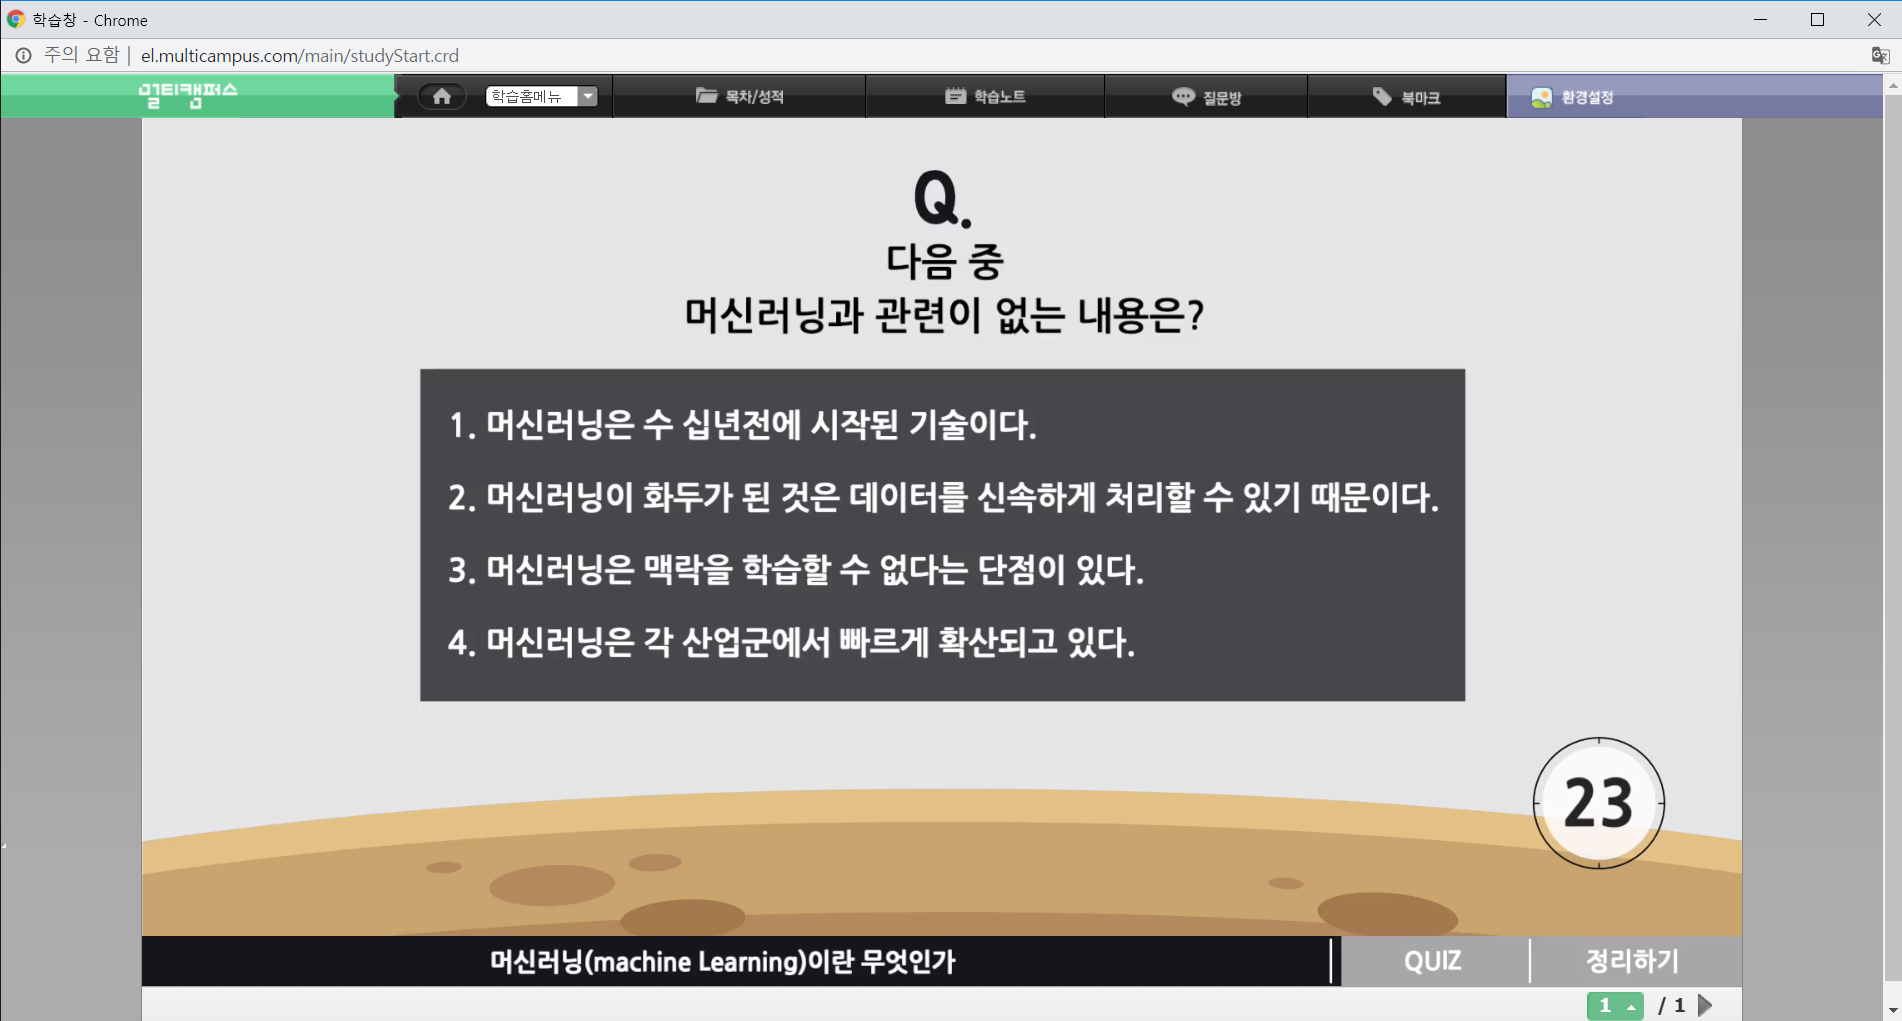 학습창 - Chrome
주의 요함 | el.multicampus.com/main/studyStart.crd
멀티캠퍼스
학습홈메뉴
목차/성적
학습노트
질문방
북마크
환경설정
Q.
다음 중
머신러닝과 관련이 없는 내용은?
1. 머신러닝은 수 십년전에 시작된 기술이다.
2. 머신러닝이 화두가 된 것은 데이터를 신속하게 처리할 수 있기 때문이다.
3. 머신러닝은 맥락을 학습할 수 없다는 단점이 있다.
4. 머신러닝은 각 산업군에서 빠르게 확산되고 있다.
23
머신러닝(machine Learning)이란 무엇인가
QUIZ
정리하기
1 / 1